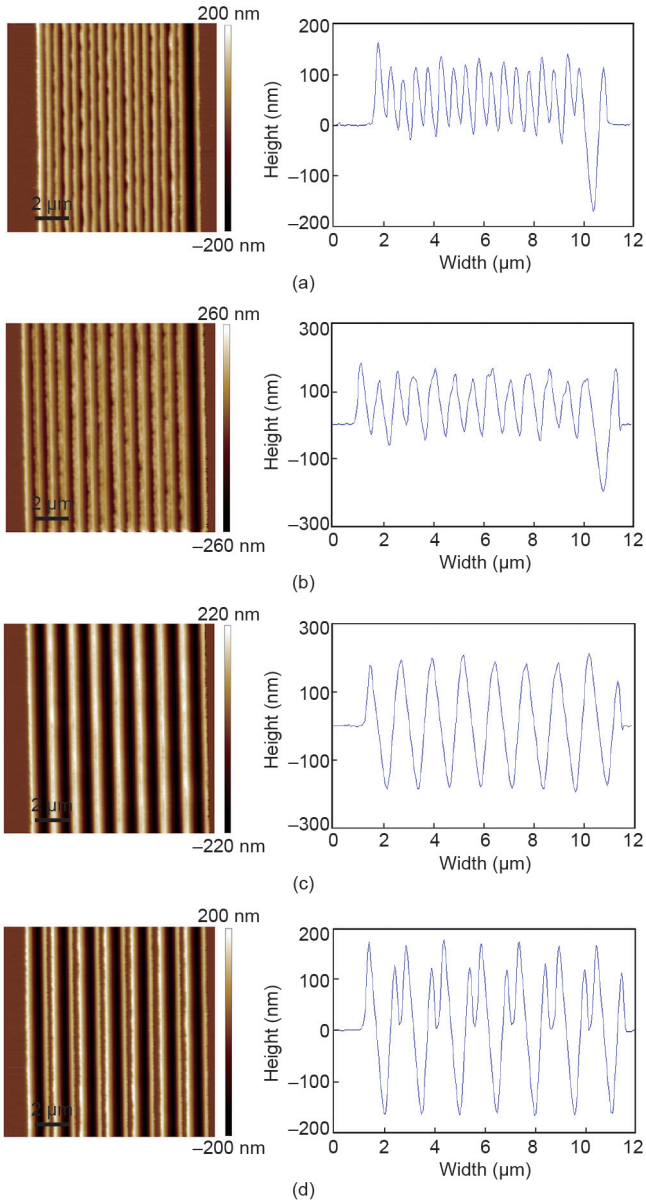 200 nm
2 µm
–200 nm
Height (nm)
200
100
0
–100
–200
0 2 4 6 8 10 12
Width (µm)
(a)
260 nm
2 µm
–260 nm
Height (nm)
300
100
–100
–300
0 2 4 6 8 10 12
Width (µm)
(b)
220 nm
2 µm
–220 nm
Height (nm)
300
100
–100
–300
0 2 4 6 8 10 12
Width (µm)
(c)
200 nm
2 µm
–200 nm
Height (nm)
200
100
0
–100
–200
0 2 4 6 8 10 12
Width (µm)
(d)